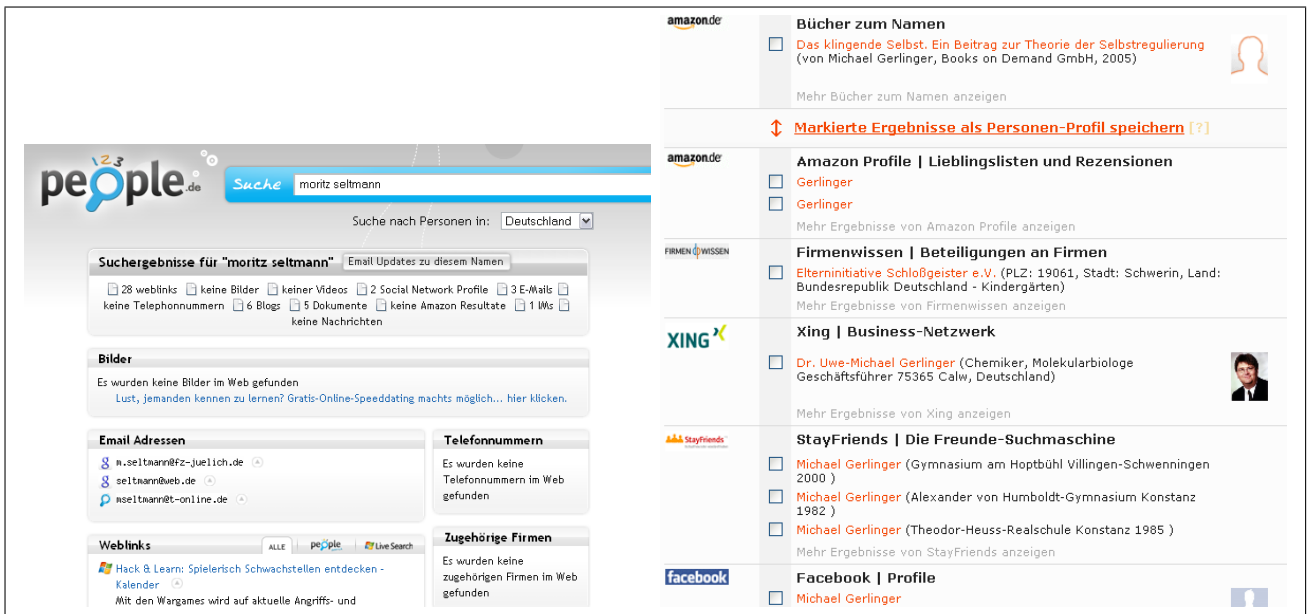 123
people.de
Suche
moritz seltmann
Suche nach Personen in: Deutschland
Suchergebnisse für "moritz seltmann" Email Updates zu diesem Namen
28 weblinks keine Bilder keiner Videos 2 Social Network Profile 3 E-Mails
keine Telephonnummern 6 Blogs 5 Dokumente keine Amazon Resultate 1 IMs
keine Nachrichten
Bilder
Es wurden keine Bilder im Web gefunden
Lust, jemanden kennen zu lernen? Gratis-Online-Speeddating machts möglich... hier klicken.
Email Adressen
m.seltmann@fz-juelich.de
seltmann@web.de
mseltmann@t-online.de
Telefonnummern
Es wurden keine
Telefonnummern im Web
gefunden
Weblinks
ALLE people Live Search
Hack & Learn: Spielerisch Schwachstellen entdecken -
Kalender
Mit den Wargames wird auf aktuelle Angriffs- und
Zugehörige Firmen
Es wurden keine
zugehörigen Firmen im Web
gefunden
amazon.de
Bücher zum Namen
Das klingende Selbst. Ein Beitrag zur Theorie der Selbstregulierung
(von Michael Gerlinger, Books on Demand GmbH, 2005)
Mehr Bücher zum Namen anzeigen
Markierte Ergebnisse als Personen-Profil speichern [?]
amazon.de
Amazon Profile | Lieblingslisten und Rezensionen
Gerlinger
Gerlinger
Mehr Ergebnisse von Amazon Profile anzeigen
FIRMEN WISSEN
Firmenwissen | Beteiligungen an Firmen
Elterninitiative Schloßgeister e.V. (PLZ: 19061, Stadt: Schwerin, Land:
Bundesrepublik Deutschland - Kindergärten)
Mehr Ergebnisse von Firmenwissen anzeigen
XING
Xing | Business-Netzwerk
Dr. Uwe-Michael Gerlinger (Chemiker, Molekularbiologe
Geschäftsführer 75365 Calw, Deutschland)
Mehr Ergebnisse von Xing anzeigen
StayFriends
StayFriends | Die Freunde-Suchmaschine
Michael Gerlinger (Gymnasium am Hoptbühl Villingen-Schwenningen
2000 )
Michael Gerlinger (Alexander von Humboldt-Gymnasium Konstanz
1982 )
Michael Gerlinger (Theodor-Heuss-Realschule Konstanz 1985 )
Mehr Ergebnisse von StayFriends anzeigen
facebook
Facebook | Profile
Michael Gerlinger